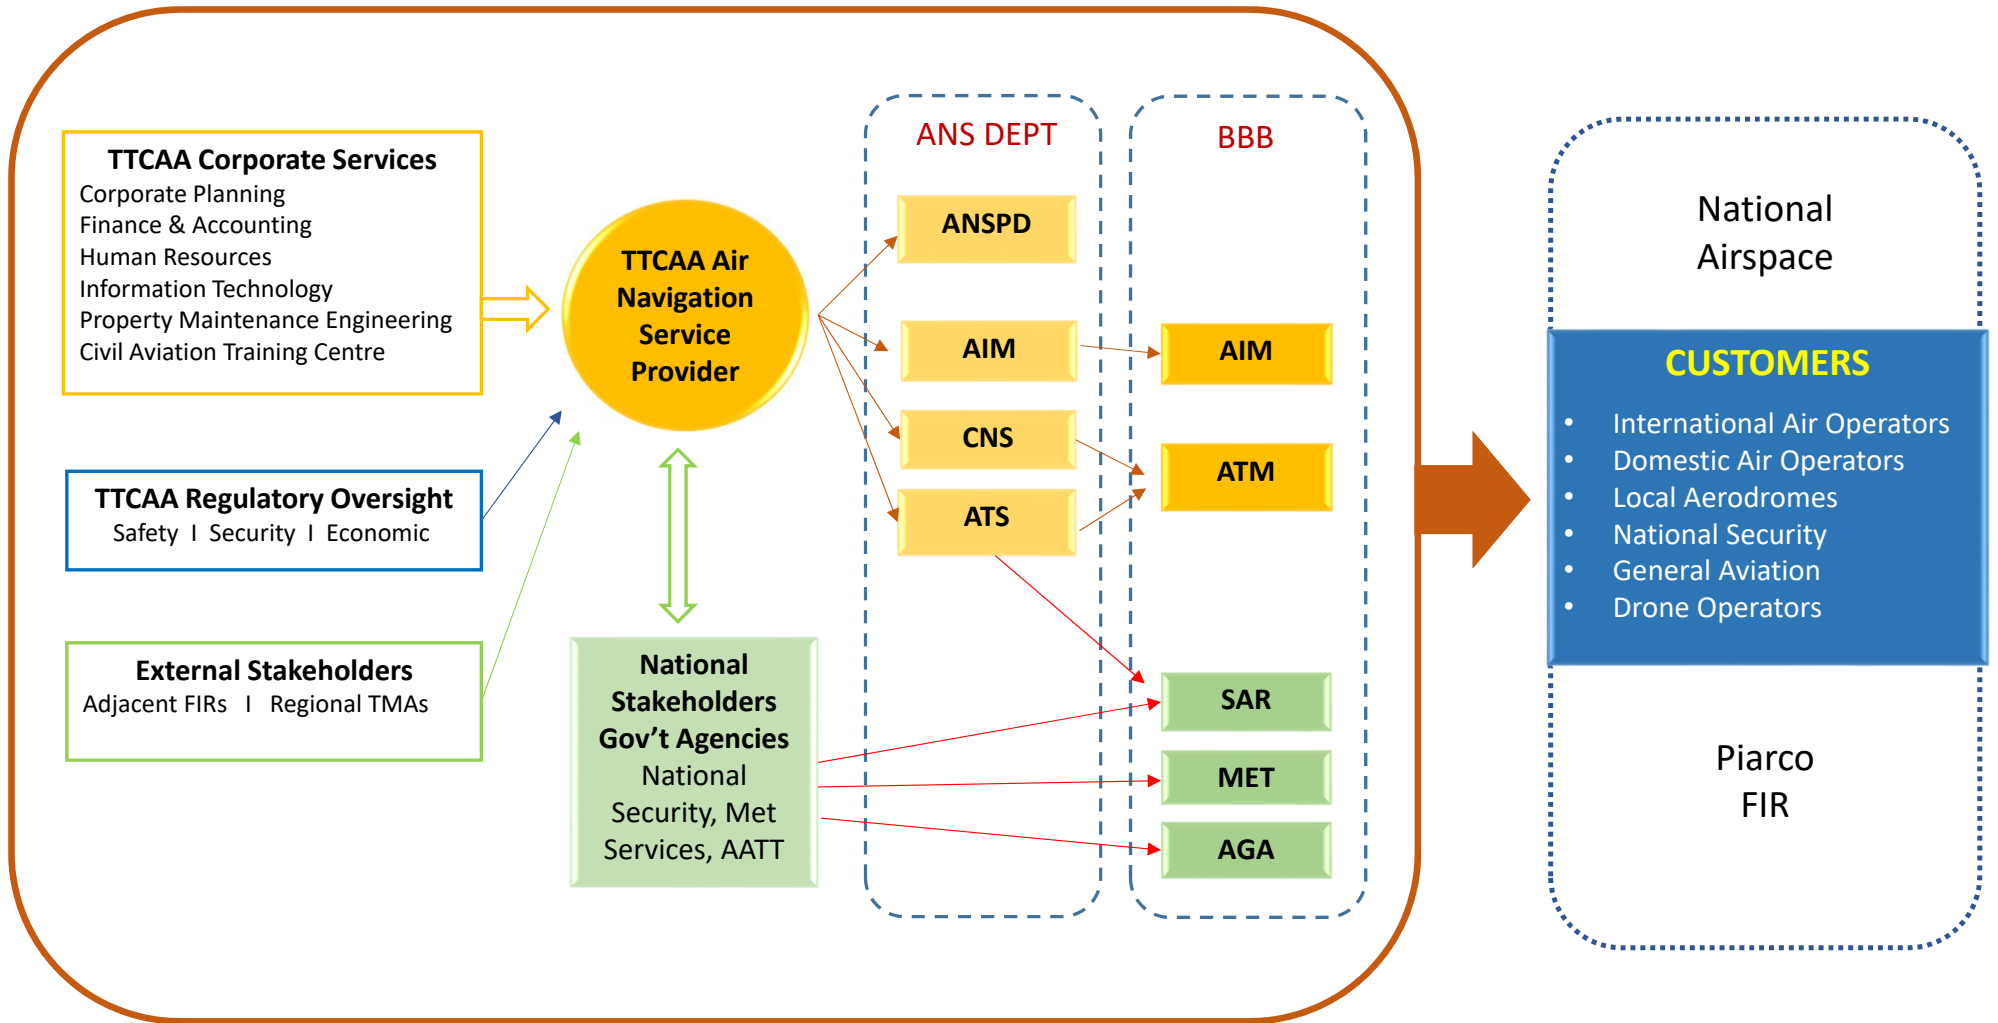 TTCAA Corporate Services
Corporate Planning
Finance & Accounting
Human Resources
Information Technology
Property Maintenance Engineering
Civil Aviation Training Centre
TTCAA Regulatory Oversight
Safety I Security I Economic
External Stakeholders
Adjacent FIRs I Regional TMAs
TTCAA Air
Navigation
Service
Provider
National
Stakeholders
Gov’t Agencies
National
Security, Met
Services, AATT
ANS DEPT
ANSPD
AIM
CNS
ATS
BBB
AIM
ATM
SAR
MET
AGA
National
Airspace
CUSTOMERS
• International Air Operators
• Domestic Air Operators
• Local Aerodromes
• National Security
• General Aviation
• Drone Operators
Piarco
FIR